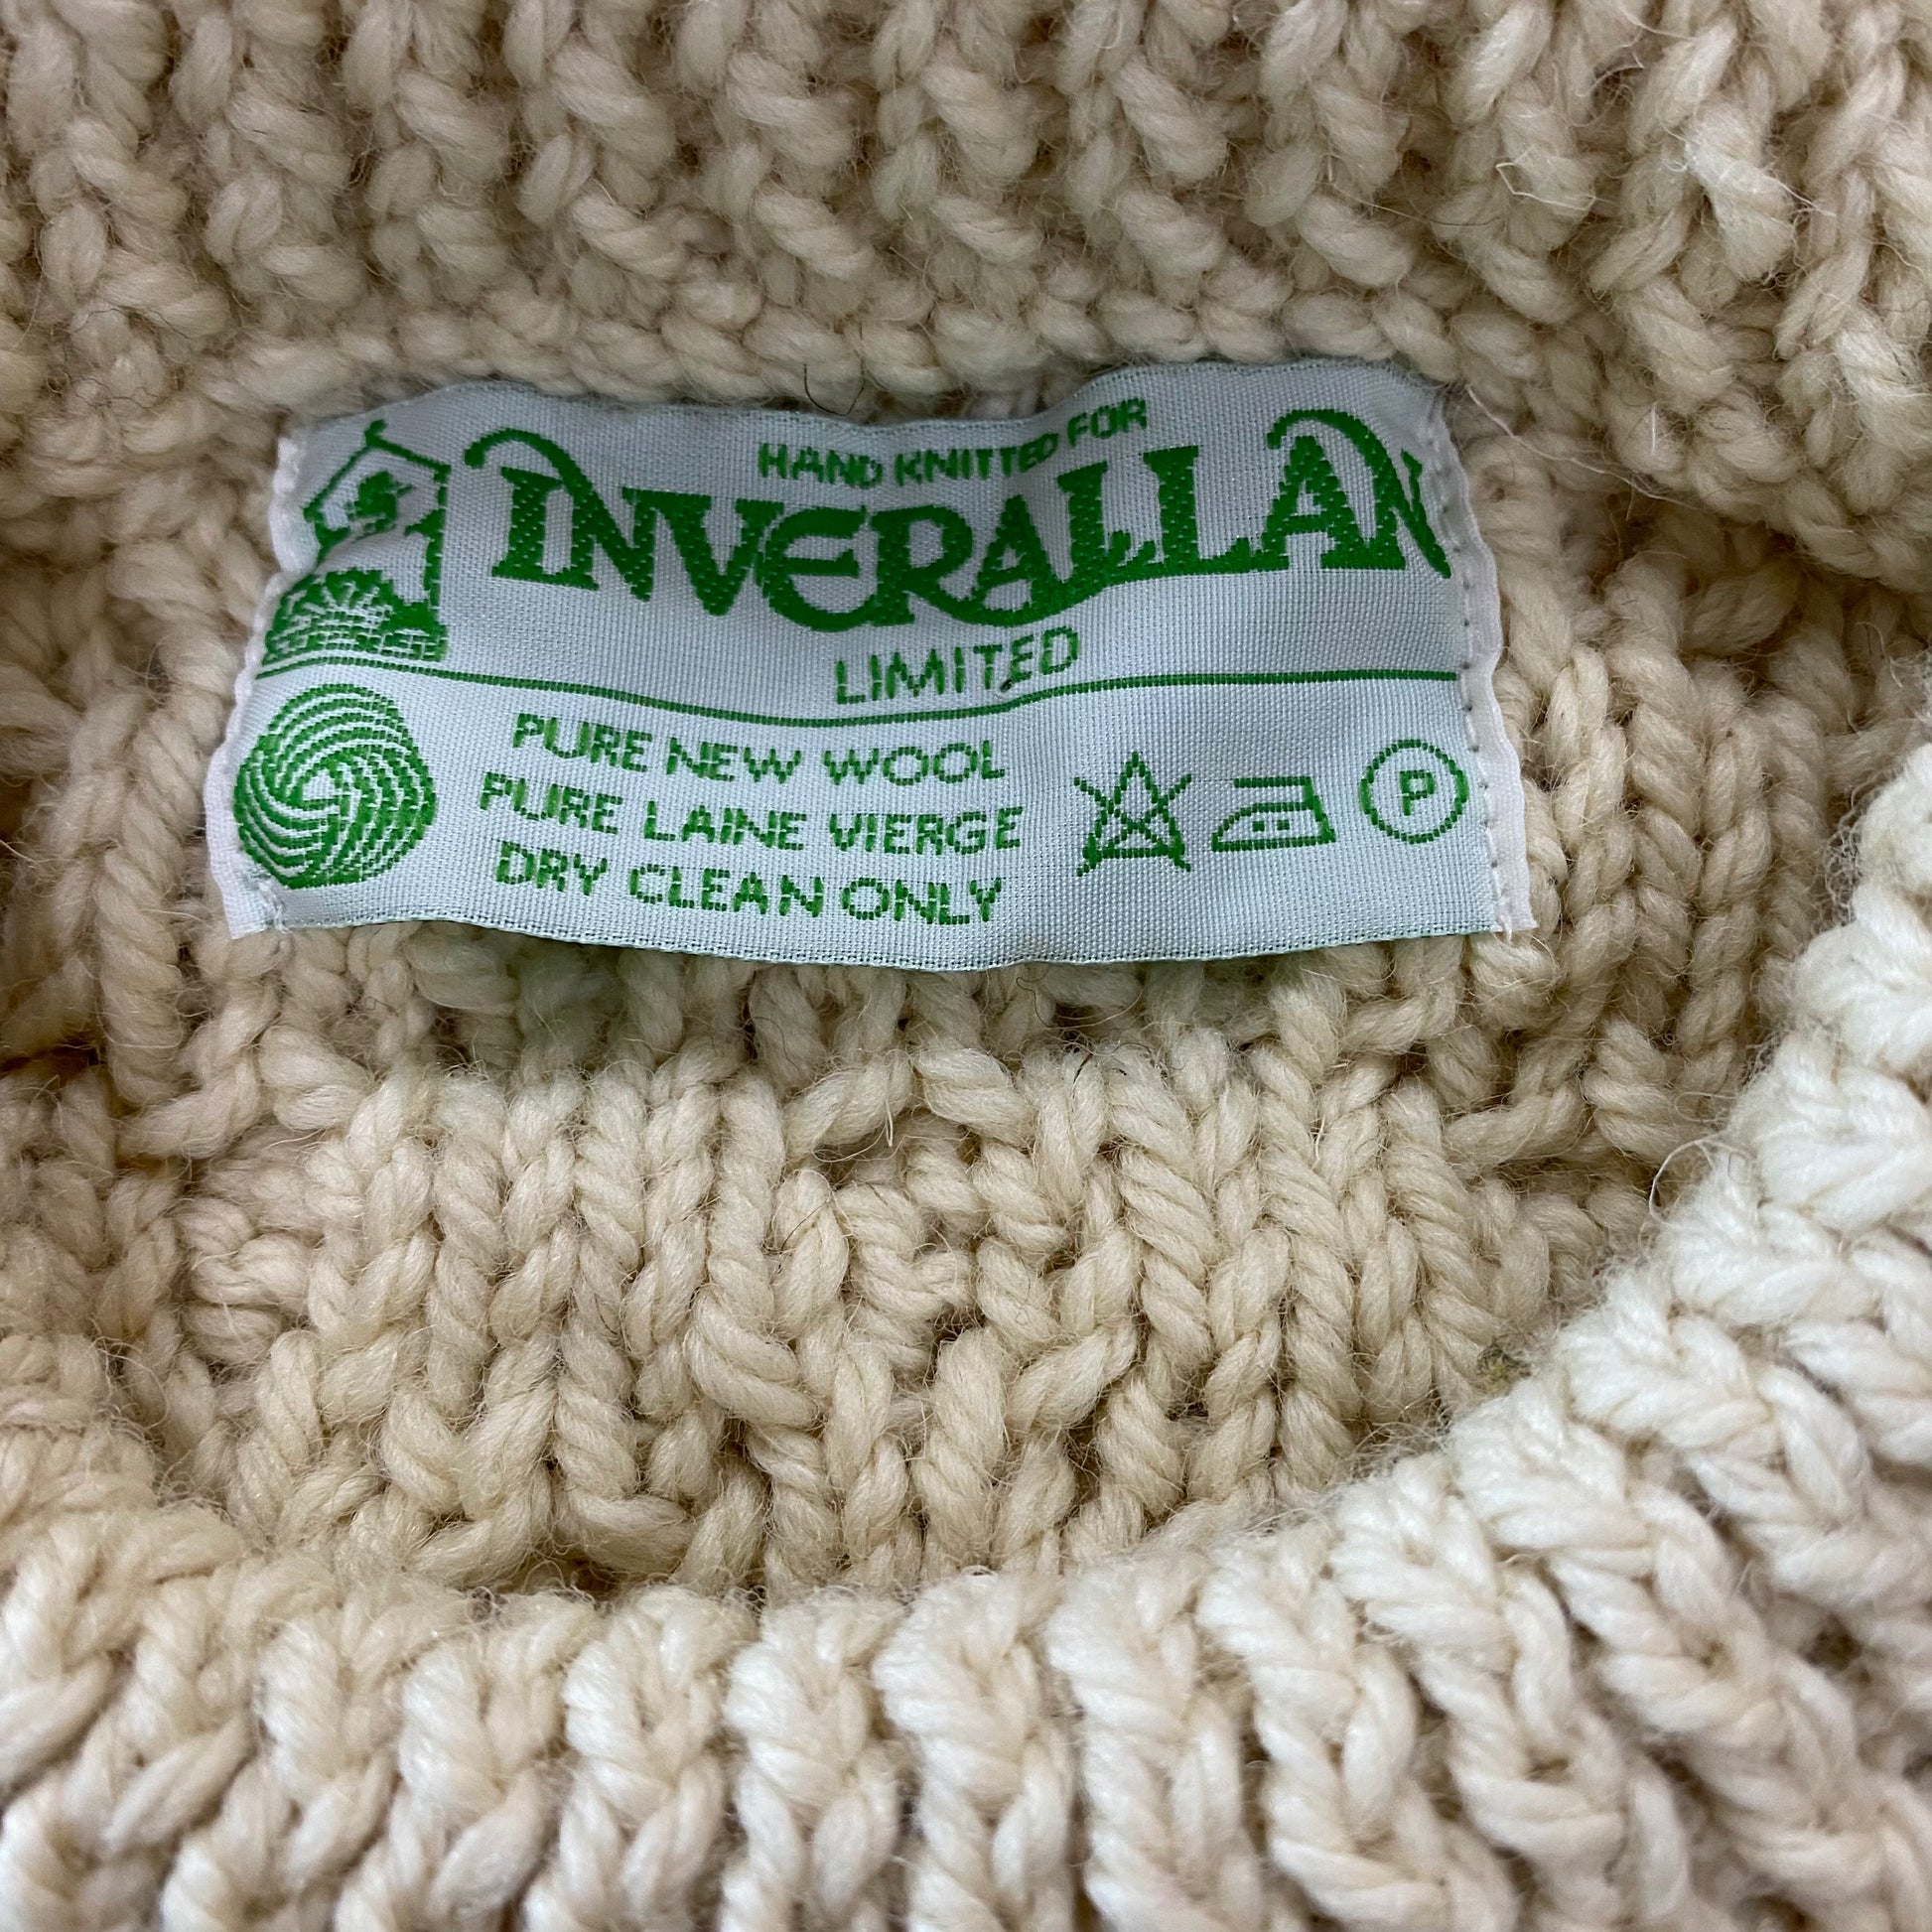 HAND KNITTED FOR
INVERALLAN
LIMITED
PURE NEW WOOL
PURE LAINE VIERGE
DRY CLEAN ONLY
P